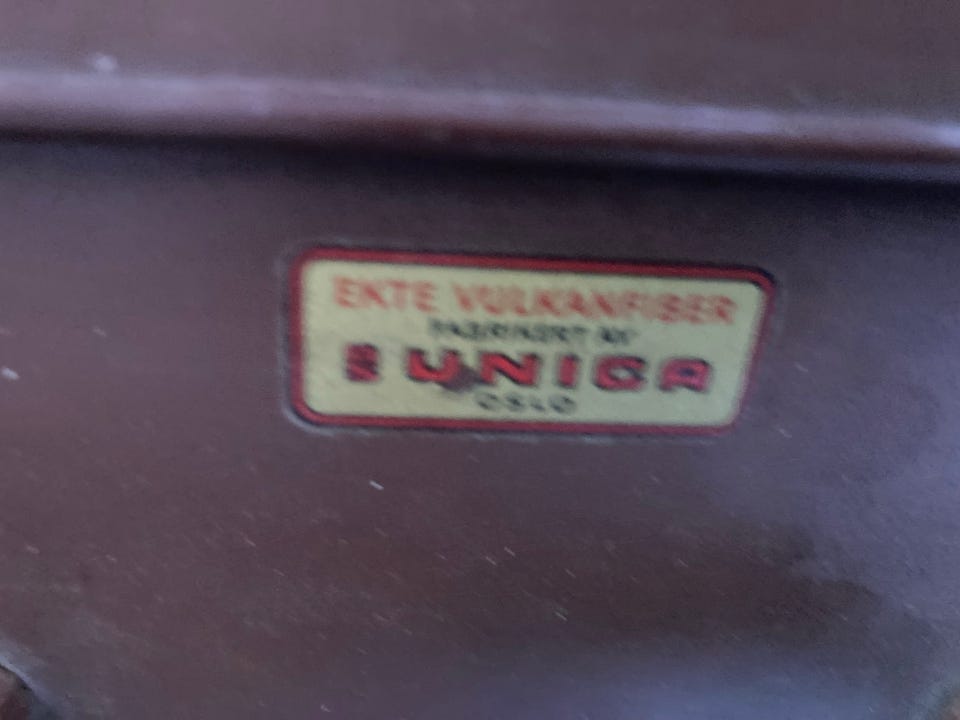 EKTE VULKANFIBER
FABRIKERT AV
UNICA
OSLO